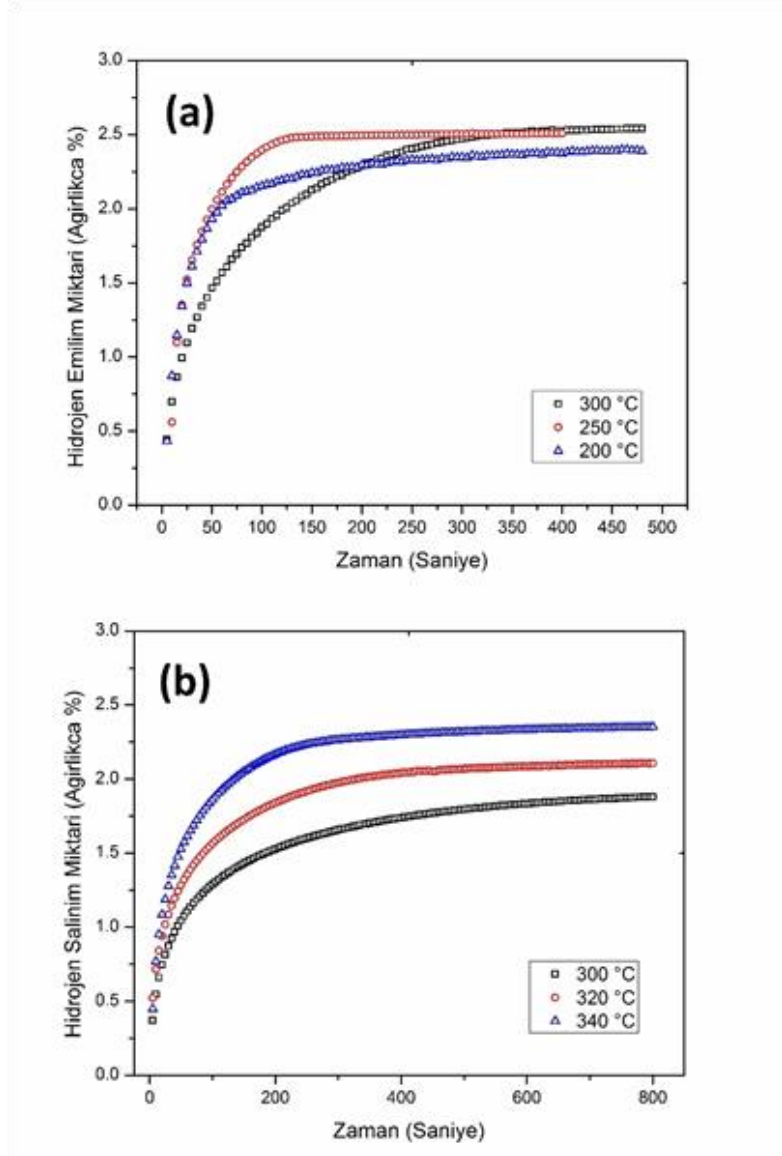 (a)
Hidrojen Emilim Miktari (Agirlikca %)
3.0
2.5
2.0
1.5
1.0
0.5
0.0
300 °C
250 °C
200 °C
0 50 100 150 200 250 300 350 400 450 500
Zaman (Saniye)
(b)
Hidrojen Salinim Miktari (Agirlikca %)
3.0
2.5
2.0
1.5
1.0
0.5
0.0
300 °C
320 °C
340 °C
0 200 400 600 800
Zaman (Saniye)